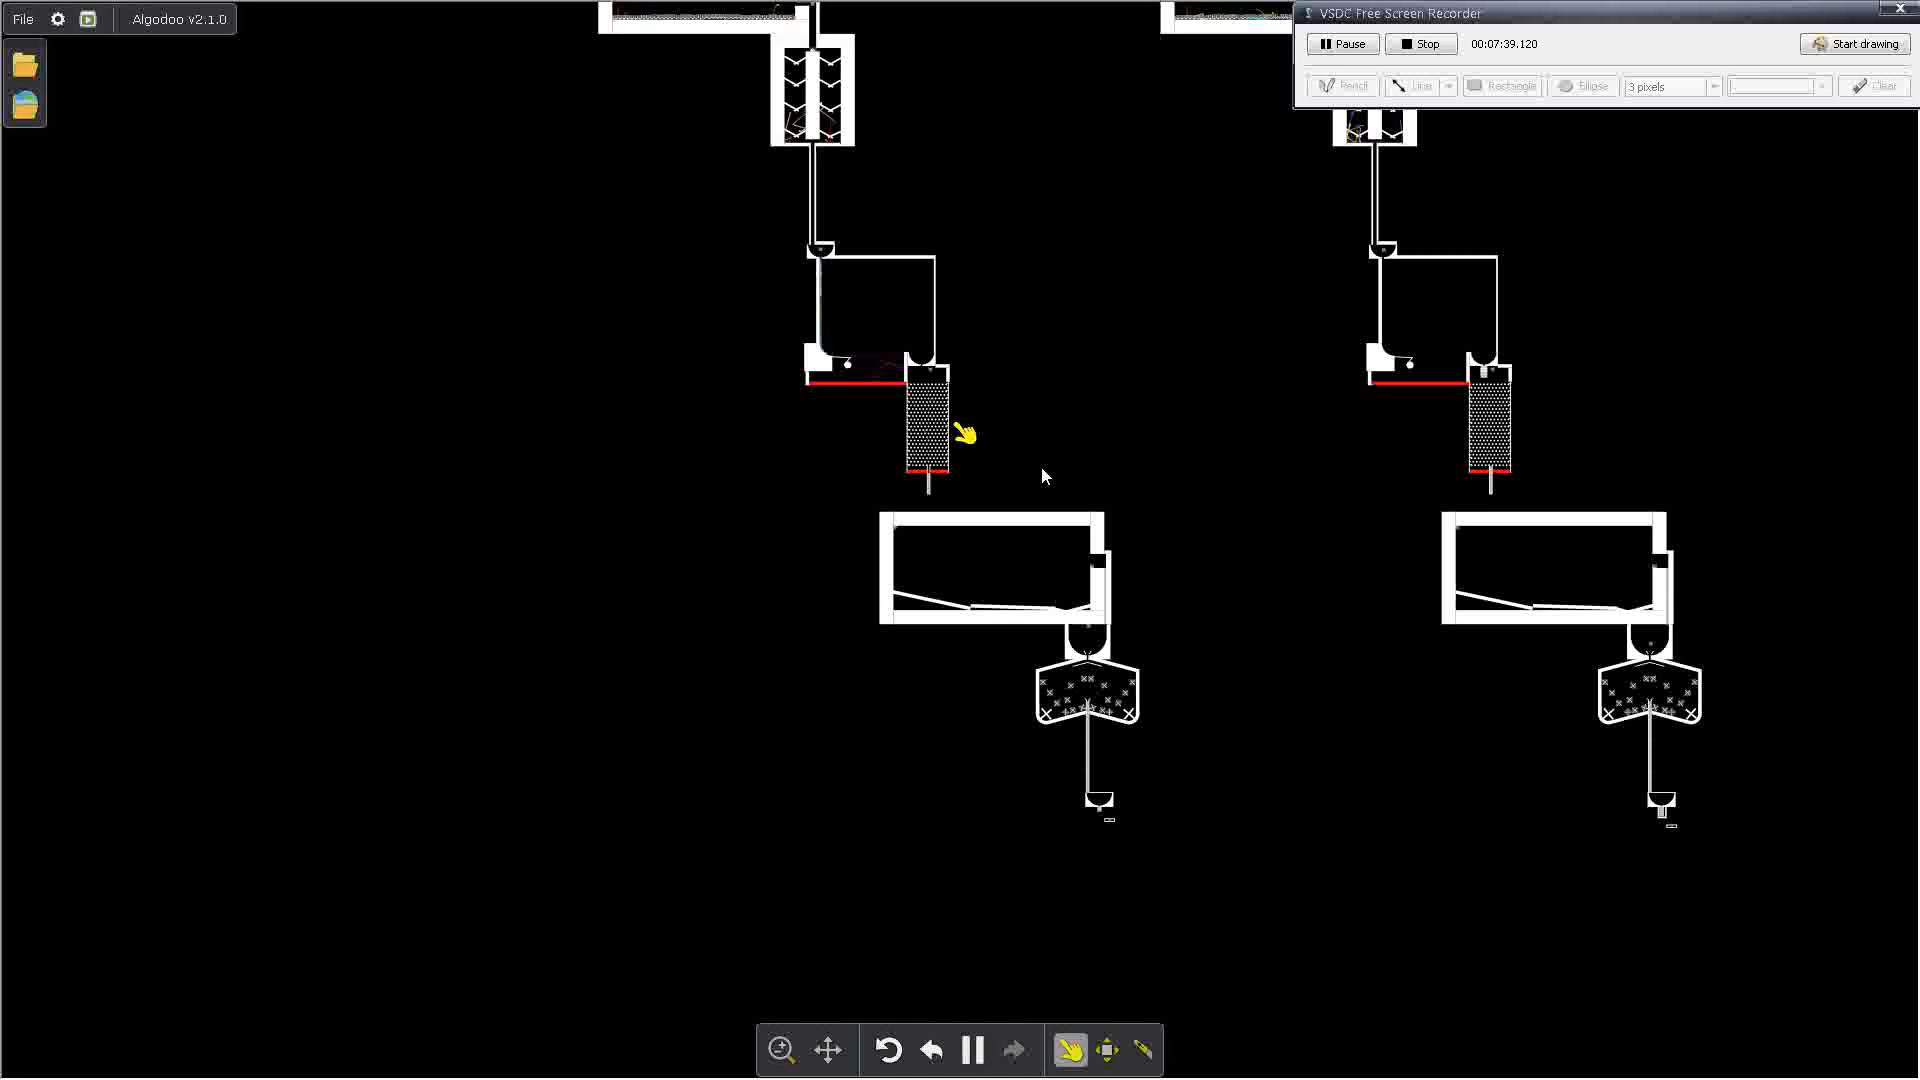 File
Algodoo v2.1.0
VSDC Free Screen Recorder
Pause
Stop
00:07:39.120
Start drawing
Pencil
Line
Rectangle
Ellipse
3 pixels
Clear